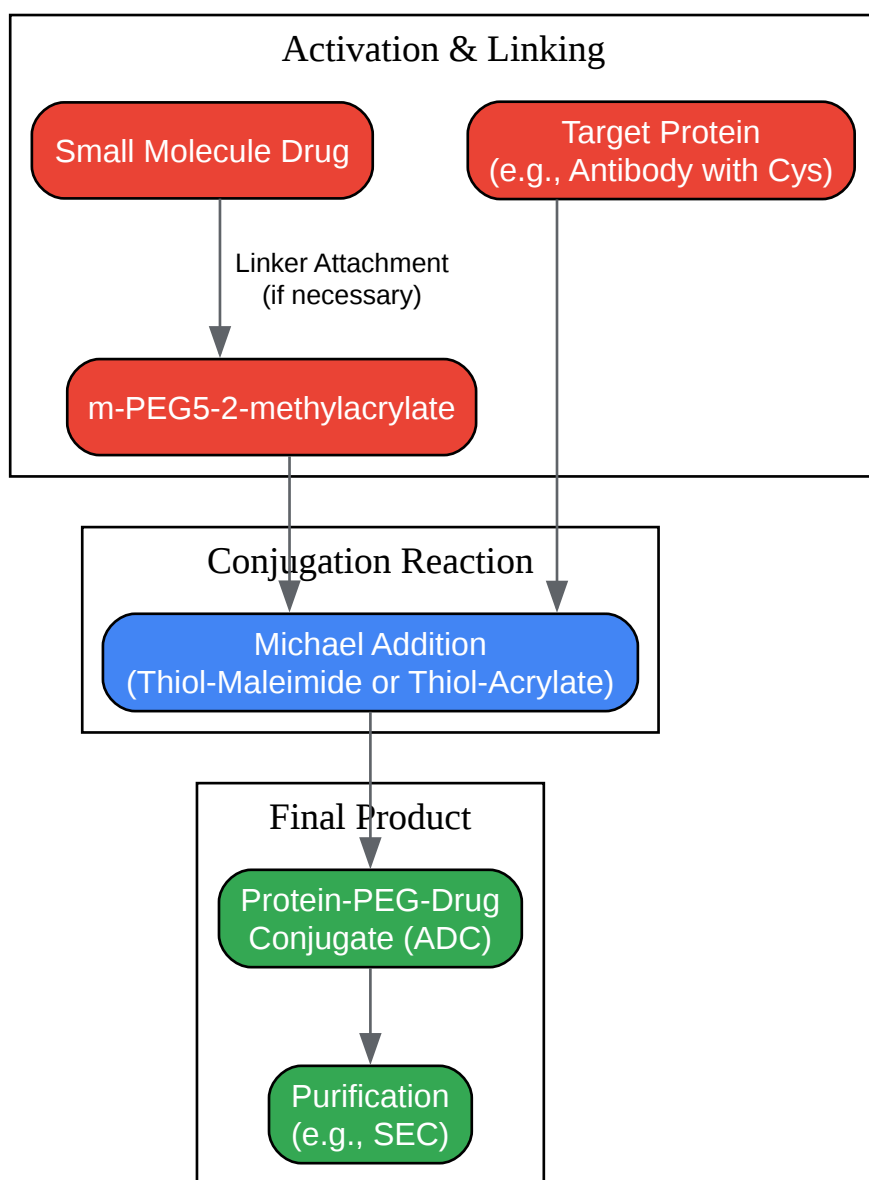 Activation & Linking
Small Molecule Drug
Target Protein
(e.g., Antibody with Cys)
Linker Attachment
(if necessary)
m-PEG5-2-methylacrylate
Conjugation Reaction
Michael Addition
(Thiol-Maleimide or Thiol-Acrylate)
Final Product
Protein-PEG-Drug
Conjugate (ADC)
Purification
(e.g., SEC)